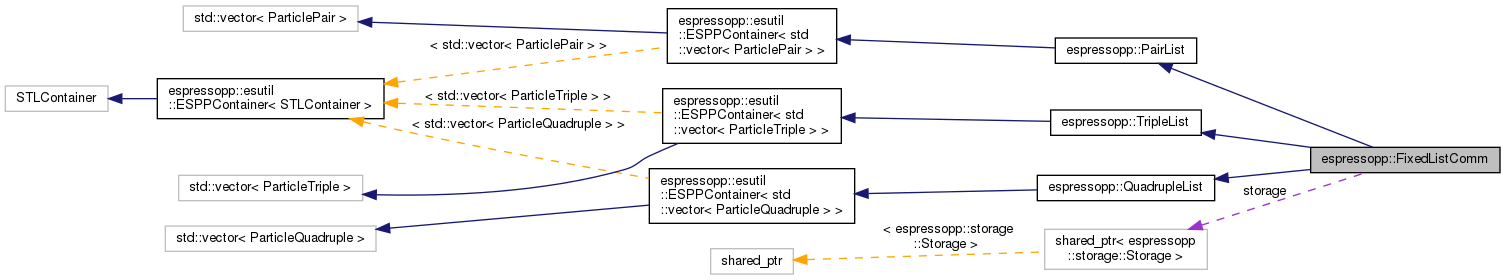 std::vector< ParticlePair >
espressopp::esutil
::ESPPContainer< std
::vector< ParticlePair > >
< std::vector< ParticlePair > >
espressopp::PairList
STLContainer
espressopp::esutil
::ESPPContainer< STLContainer >
< std::vector< ParticleTriple > >
espressopp::esutil
::ESPPContainer< std
::vector< ParticleTriple > >
espressopp::TripleList
< std::vector< ParticleQuadruple > >
espressopp::FixedListComm
std::vector< ParticleTriple >
espressopp::esutil
::ESPPContainer< std
::vector< ParticleQuadruple > >
espressopp::QuadrupleList
storage
std::vector< ParticleQuadruple >
< espressopp::storage
::Storage >
shared_ptr< espressopp
::storage::Storage >
shared_ptr